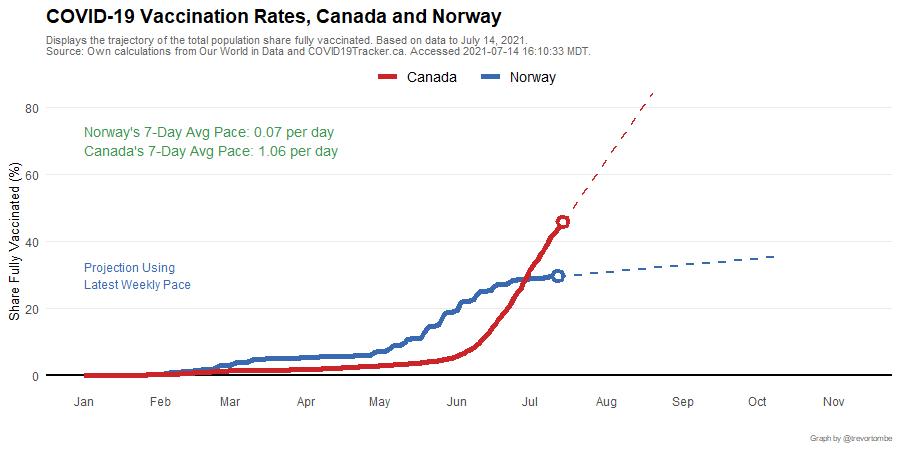 COVID-19 Vaccination Rates, Canada and Norway
Displays the trajectory of the total population share fully vaccinated. Based on data to July 14, 2021.
Source: Own calculations from Our World in Data and COVID19Tracker.ca. Accessed 2021-07-14 16:10:33 MDT.
Canada Norway
Norway's 7-Day Avg Pace: 0.07 per day
Canada's 7-Day Avg Pace: 1.06 per day
Projection Using
Latest Weekly Pace
Share Fully Vaccinated (%)
80
60
40
20
0
Jan Feb Mar Apr May Jun Jul Aug Sep Oct Nov
Graph by @trevortombe